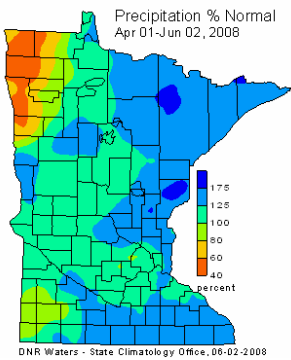 Precipitation % Normal
Apr 01-Jun 02, 2008
175
125
100
80
60
40
percent
DNR Waters - State Climatology Office, 06-02-2008